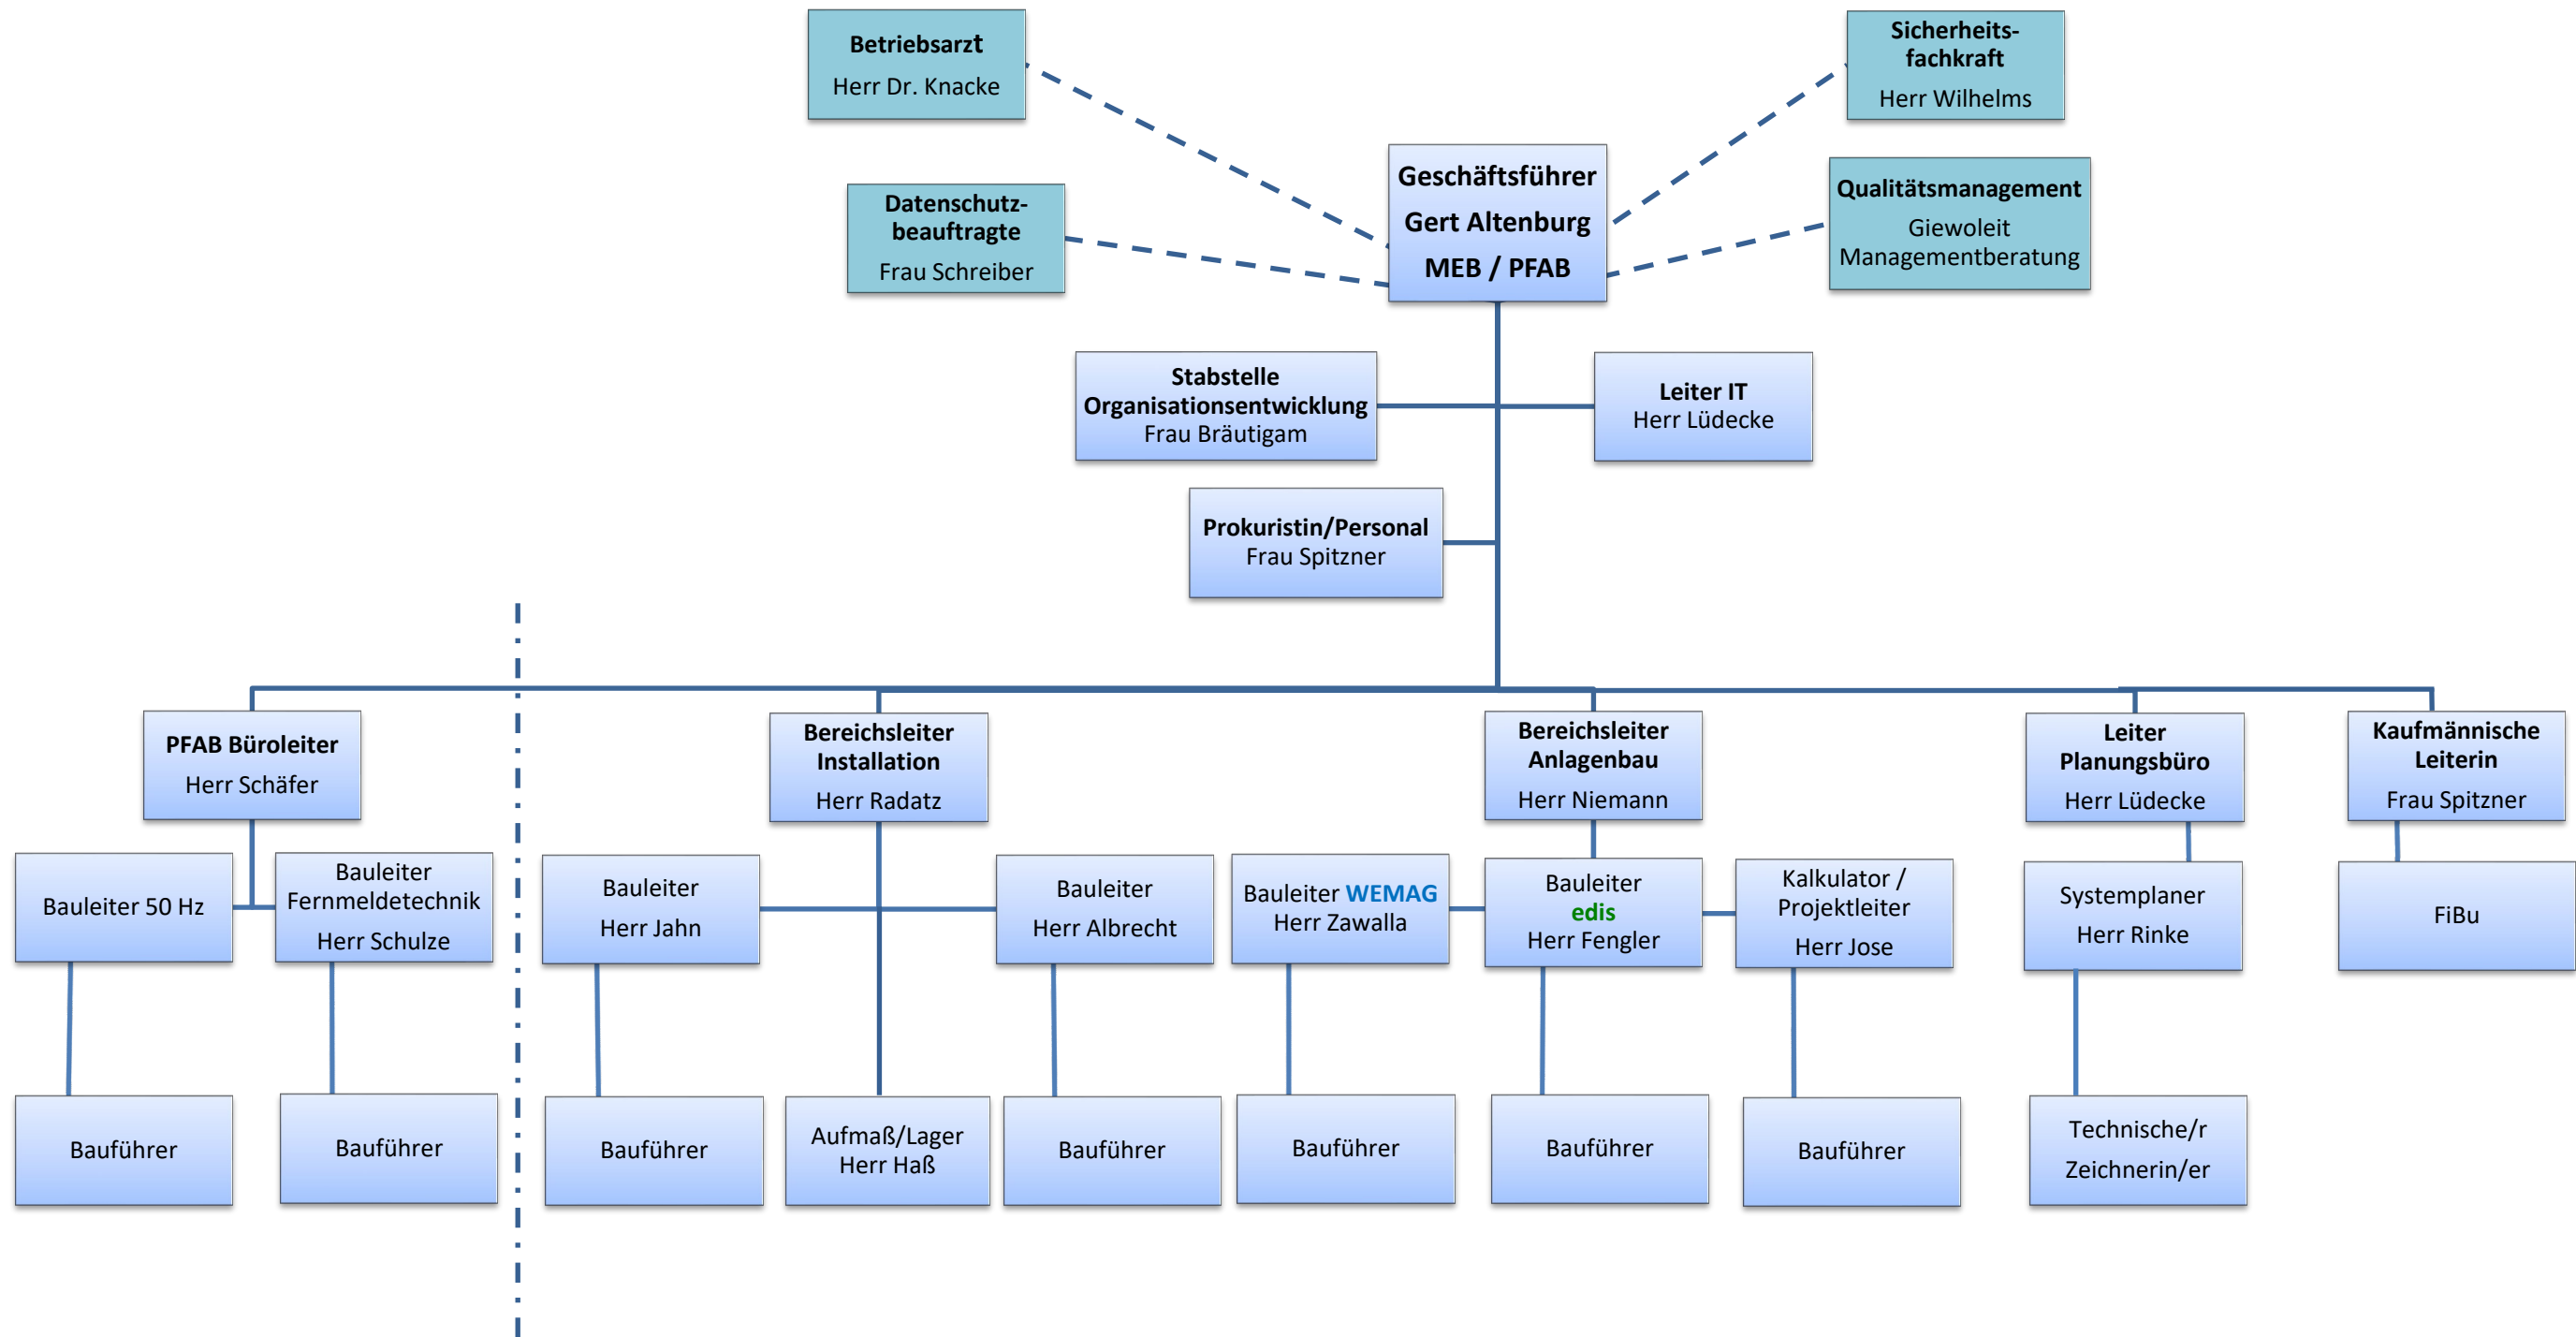 Betriebsarzt
Herr Dr. Knacke
Sicherheits-
fachkraft
Herr Wilhelms
Geschäftsführer
Gert Altenburg
MEB / PFAB
Datenschutz-
beauftragte
Frau Schreiber
Qualitätsmanagement
Giewoleit
Managementberatung
Stabstelle
Organisationsentwicklung
Frau Bräutigam
Leiter IT
Herr Lüdecke
Prokuristin/Personal
Frau Spitzner
PFAB Büroleiter
Herr Schäfer
Bereichsleiter
Installation
Herr Radatz
Bereichsleiter
Anlagenbau
Herr Niemann
Leiter
Planungsbüro
Herr Lüdecke
Kaufmännische
Leiterin
Frau Spitzner
Bauleiter 50 Hz
Bauleiter
Fernmeldetechnik
Herr Schulze
Bauleiter
Herr Jahn
Bauleiter
Herr Albrecht
Bauleiter WEMAG
Herr Zawalla
Bauleiter
edis
Herr Fengler
Kalkulator /
Projektleiter
Herr Jose
Systemplaner
Herr Rinke
FiBu
Bauführer
Bauführer
Bauführer
Aufmaß/Lager
Herr Haß
Bauführer
Bauführer
Bauführer
Bauführer
Technische/r
Zeichnerin/er